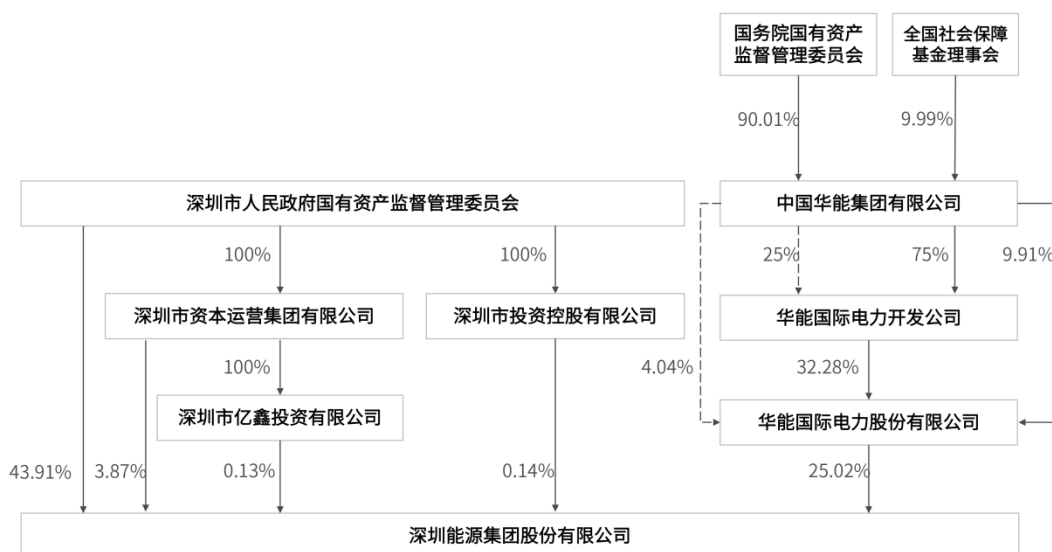 国务院国有资产
监督管理委员会
全国社会保障
基金理事会
90.01%
9.99%
深圳市人民政府国有资产监督管理委员会
中国华能集团有限公司
100%
100%
25%
75%
9.91%
深圳市资本运营集团有限公司
深圳市投资控股有限公司
华能国际电力开发公司
100%
4.04%
32.28%
深圳市亿鑫投资有限公司
华能国际电力股份有限公司
43.91%
3.87%
0.13%
0.14%
25.02%
深圳能源集团股份有限公司